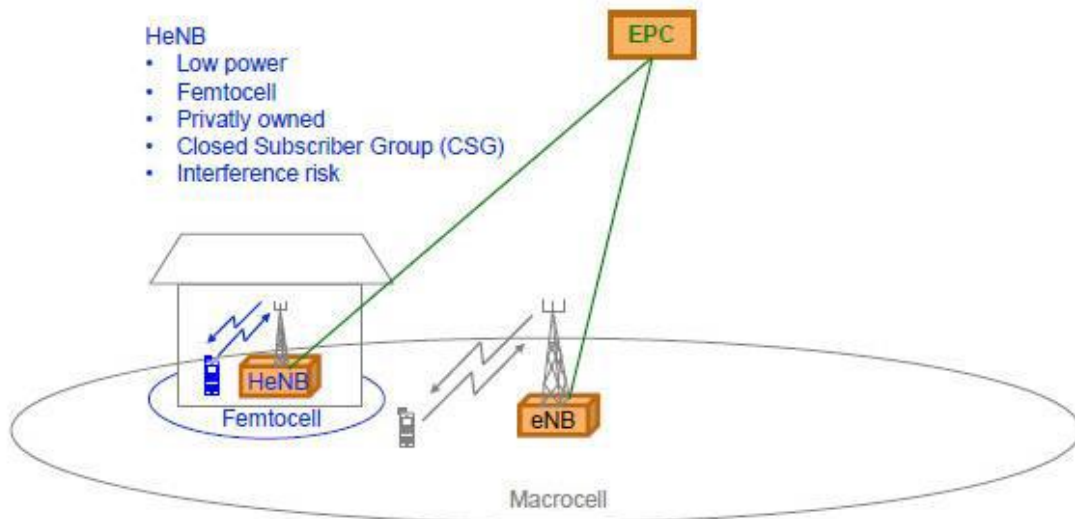 HeNB
• Low power
• Femtocell
• Privatly owned
• Closed Subscriber Group (CSG)
• Interference risk
EPC
HeNB
Femtocell
eNB
Macrocell